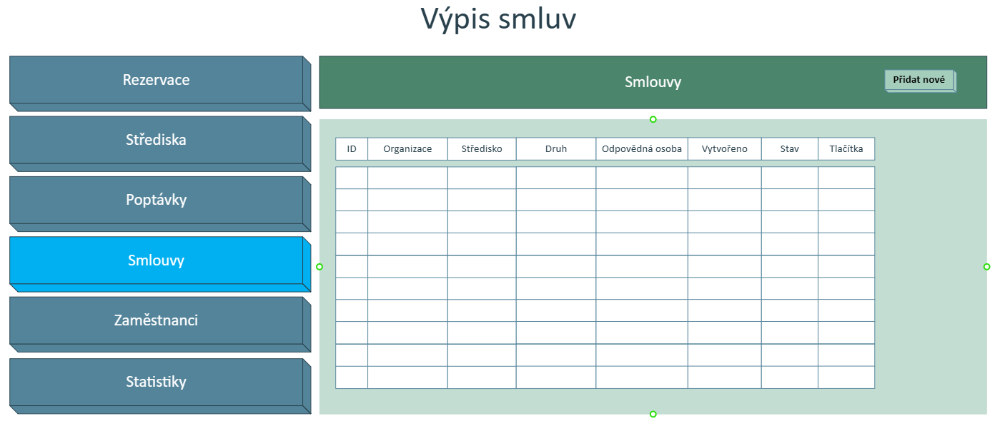 Výpis smluv
Rezervace
Střediska
Poptávky
Smlouvy
Zaměstnanci
Statistiky
Smlouvy
Přidat nové
ID Organizace Středisko Druh Odpovědná osoba Vytvořeno Stav Tlačítka